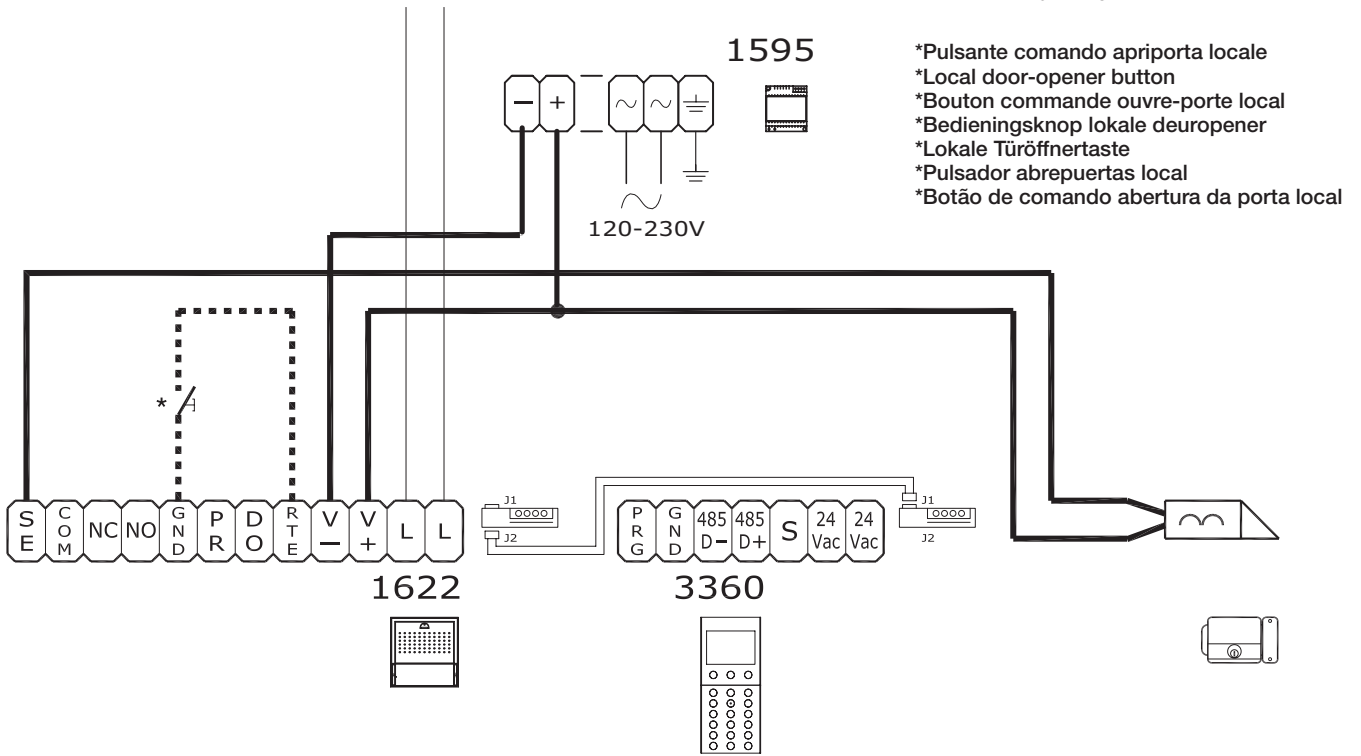 1595
*Pulsante comando apriporta locale
*Local door-opener button
*Bouton commande ouvre-porte local
*Bedieningsknop lokale deuropener
*Lokale Türöffnertaste
*Pulsador abrepuertas local
*Botão de comando abertura da porta local
− +
120-230V
*
SE COM NC NO GND PR DO RTE V− V+ L L
J1
J2
PRG GND 485 D− 485 D+ S 24 Vac 24 Vac
J1
J2
1622
3360